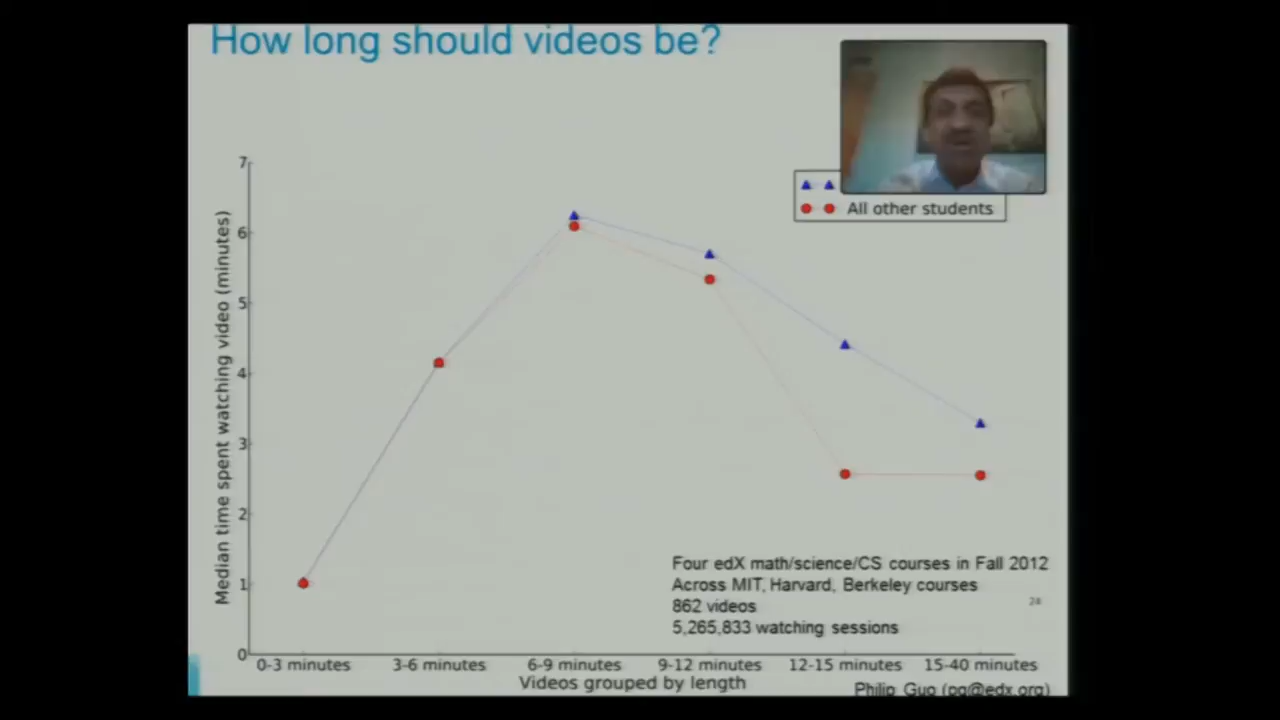 How long should videos be?
7
6
5
4
3
2
1
0
Median time spent watching video (minutes)
All other students
Four edX math/science/CS courses in Fall 2012
Across MIT, Harvard, Berkeley courses
862 videos
5,265,833 watching sessions
0-3 minutes 3-6 minutes 6-9 minutes 9-12 minutes 12-15 minutes 15-40 minutes
Videos grouped by length
Philip Guo (pg@edx.org)